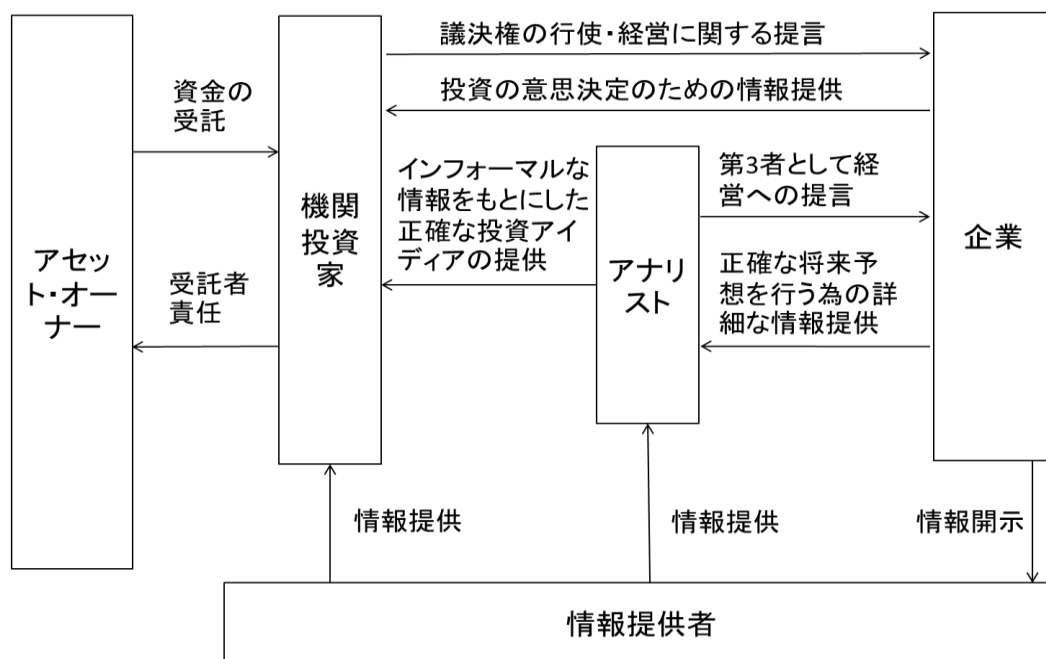 議決権の行使・経営に関する提言
投資の意思決定のための情報提供
資金の
受託
インフォーマルな
情報をもとにした
正確な投資アイ
ディアの提供
第3者として経
営への提言
機関
投資
家
企業
アセッ
ト・オー
ナー
アナリ
スト
受託者
責任
正確な将来予
想を行う為の詳
細な情報提供
情報提供
情報提供
情報開示
情報提供者